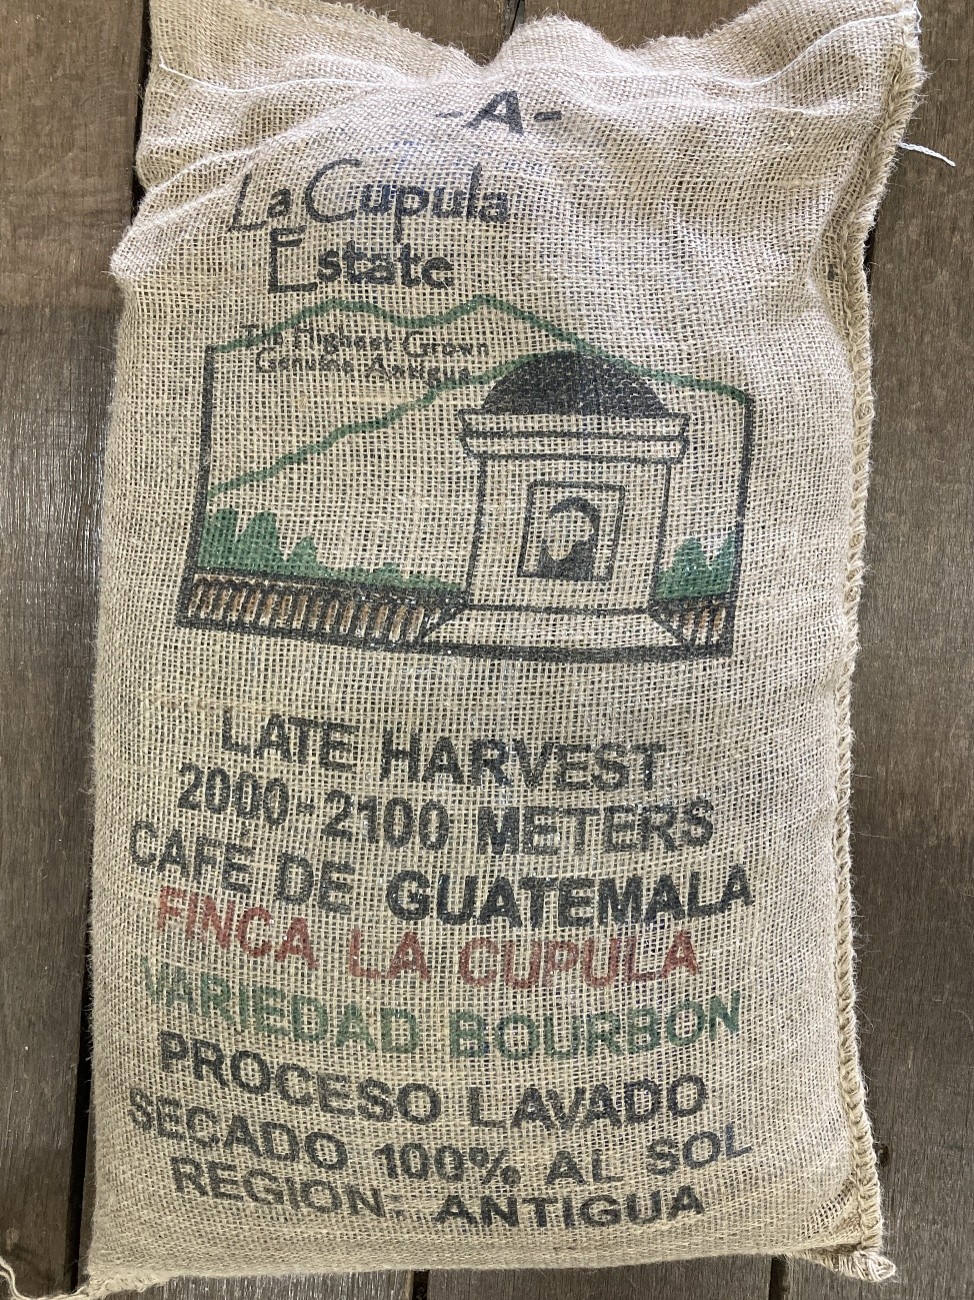 -A-
La Cupula
Estate
The Highest Grown
Genuine Antigua
LATE HARVEST
2000-2100 METERS
CAFÉ DE GUATEMALA
FINCA LA CUPULA
VARIEDAD BOURBON
PROCESO LAVADO
SECADO 100% AL SOL
REGION- ANTIGUA